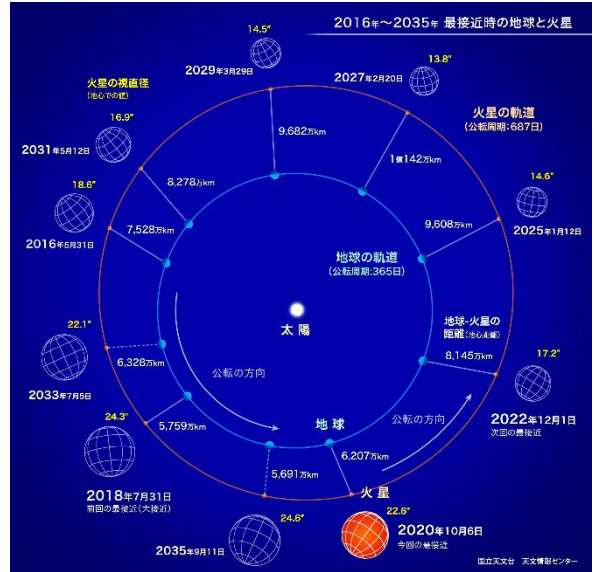 2016年～2035年 最接近時の地球と火星
14.5"
2029年3月29日
13.8"
2027年2月20日
火星の視直径
(地心での値)
16.9"
2031年5月12日
火星の軌道
(公転周期:687日)
9,682万km
1億142万km
8,278万km
14.6"
2025年1月12日
18.6"
2016年5月31日
7,528万km
9,608万km
地球の軌道
(公転周期:365日)
太陽
地球-火星の
距離(地心距離)
22.1"
2033年7月5日
6,328万km
8,145万km
17.2"
2022年12月1日
次回の最接近
公転の方向
24.3"
2018年7月31日
前回の最接近(大接近)
5,759万km
地球
公転の方向
6,207万km
5,691万km
火星
24.6"
2035年9月11日
22.6"
2020年10月6日
今回の最接近
国立天文台 天文情報センター